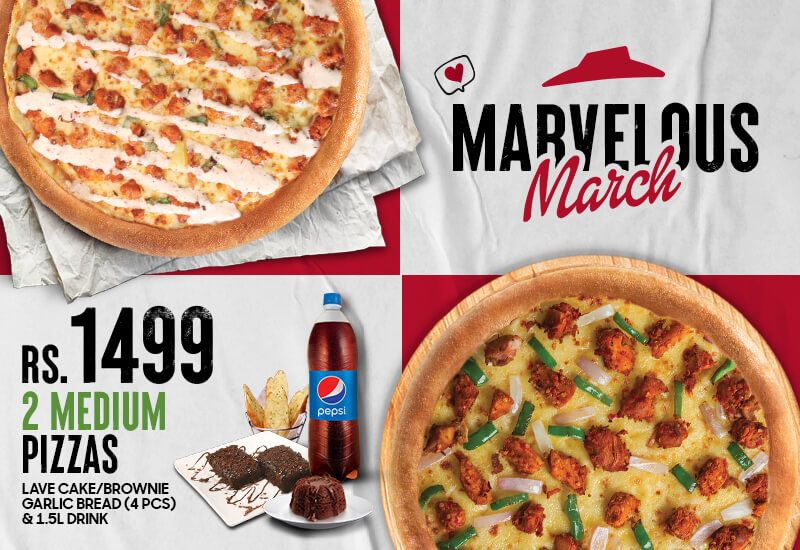 MARVELOUS
March
RS.1499
2 MEDIUM
PIZZAS
LAVE CAKE/BROWNIE
GARLIC BREAD (4 PCS)
& 1.5L DRINK
pepsi